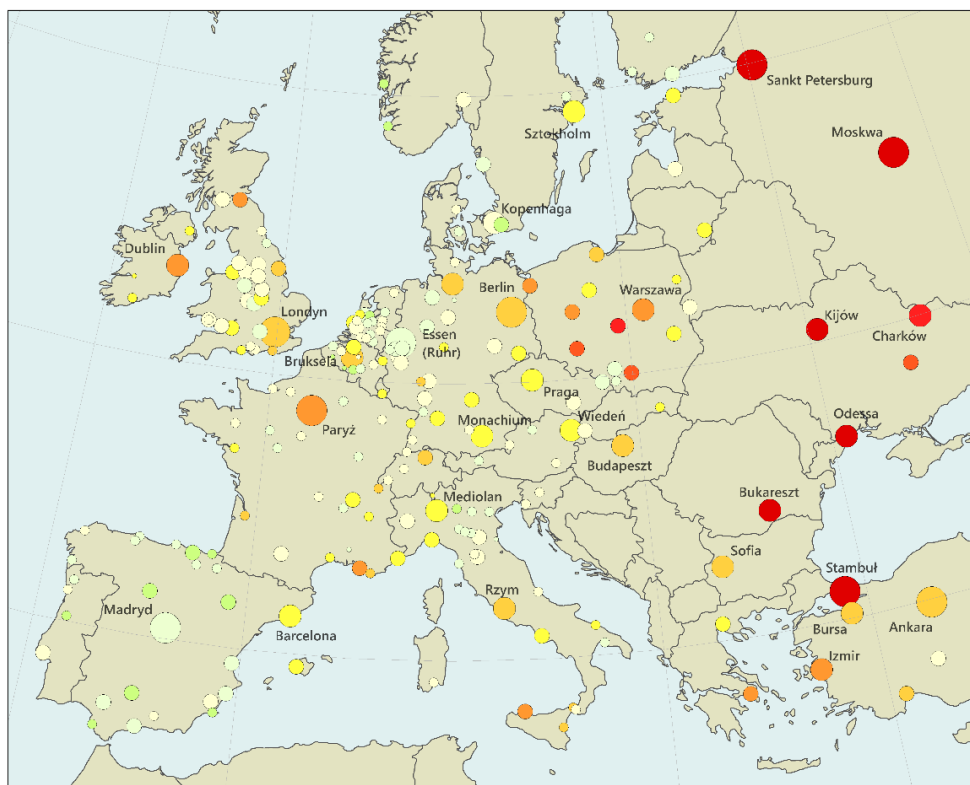 Sankt Petersburg
Sztokholm
Moskwa
Kopenhaga
Dublin
Berlin
Warszawa
Londyn
Kijów
Charków
Essen
(Ruhr)
Bruksela
Praga
Paryż
Monachium
Wiedeń
Odessa
Budapeszt
Mediolan
Bukareszt
Sofia
Stambuł
Madryd
Rzym
Barcelona
Bursa
Ankara
Izmir